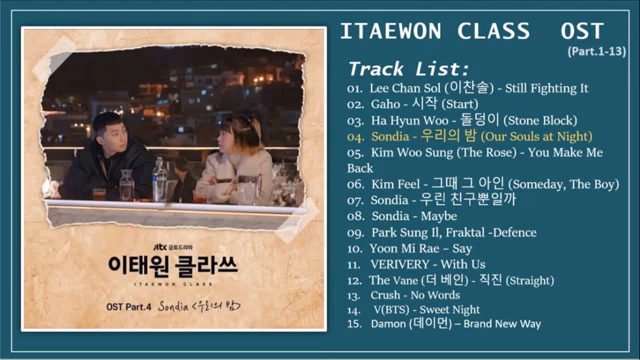 ITAEWON CLASS OST
(Part.1-13)
Track List:
01. Lee Chan Sol (이찬솔) - Still Fighting It
02. Gaho - 시작 (Start)
03. Ha Hyun Woo - 돌덩이 (Stone Block)
04. Sondia - 우리의 밤 (Our Souls at Night)
05. Kim Woo Sung (The Rose) - You Make Me
Back
06. Kim Feel - 그때 그 아인 (Someday, The Boy)
07. Sondia - 우린 친구뿐일까
08. Sondia - Maybe
09. Park Sung Il, Fraktal -Defence
10. Yoon Mi Rae – Say
11. VERIVERY - With Us
12. The Vane (더 베인) - 직진 (Straight)
13. Crush - No Words
14. V(BTS) - Sweet Night
15. Damon (데이먼) – Brand New Way
jtbc 금토드라마
이태원 클라쓰
ITAEWON CLASS
OST Part.4 Sondia <우리의 밤>